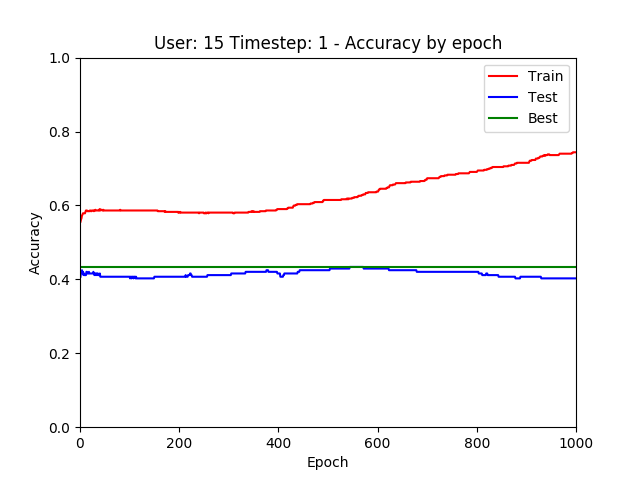 User: 15 Timestep: 1 - Accuracy by epoch
1.0
0.8
0.6
0.4
0.2
0.0
Accuracy
Train
Test
Best
0 200 400 600 800 1000
Epoch